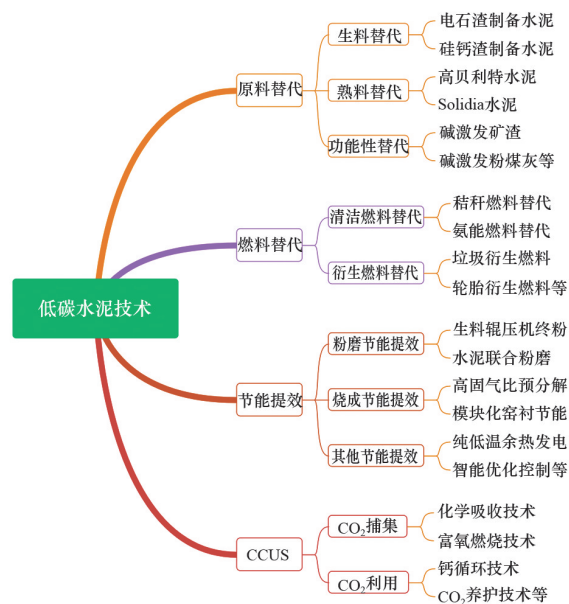 低碳水泥技术
原料替代
生料替代
电石渣制备水泥
硅钙渣制备水泥
熟料替代
高贝利特水泥
Solidia水泥
功能性替代
碱激发矿渣
碱激发粉煤灰等
燃料替代
清洁燃料替代
秸秆燃料替代
氨能燃料替代
衍生燃料替代
垃圾衍生燃料
轮胎衍生燃料等
节能提效
粉磨节能提效
生料辊压机终粉
水泥联合粉磨
烧成节能提效
高固气比预分解
模块化窑衬节能
其他节能提效
纯低温余热发电
智能优化控制等
CCUS
CO₂捕集
化学吸收技术
富氧燃烧技术
CO₂利用
钙循环技术
CO₂养护技术等